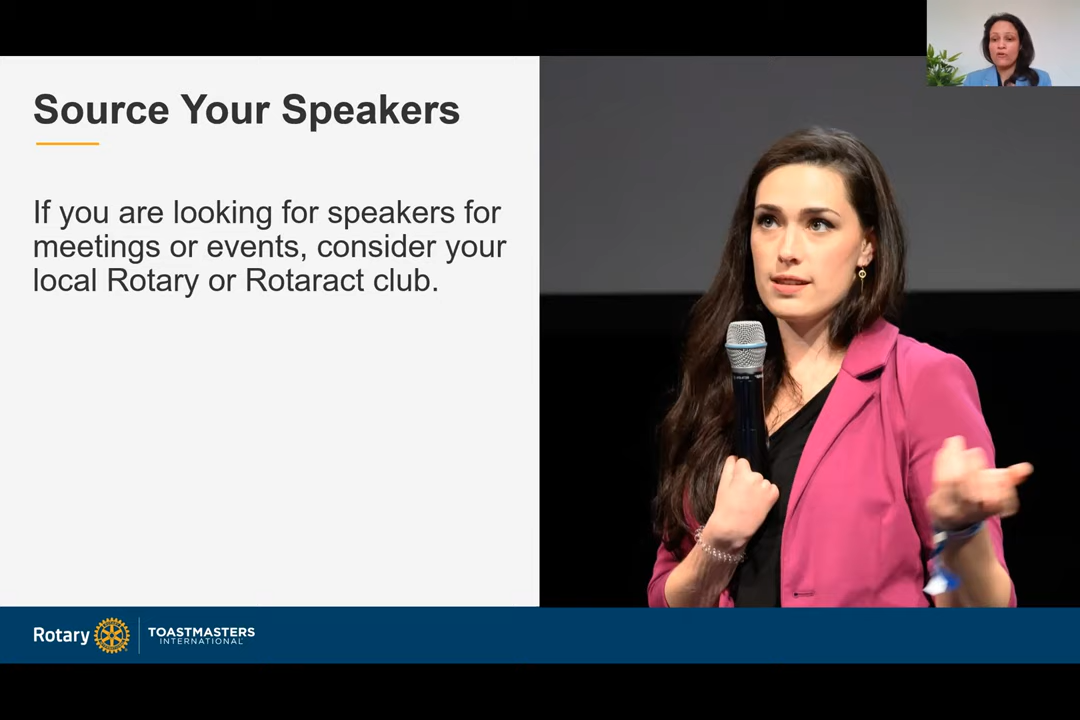 Source Your Speakers
If you are looking for speakers for
meetings or events, consider your
local Rotary or Rotaract club.
Rotary
TOASTMASTERS
INTERNATIONAL